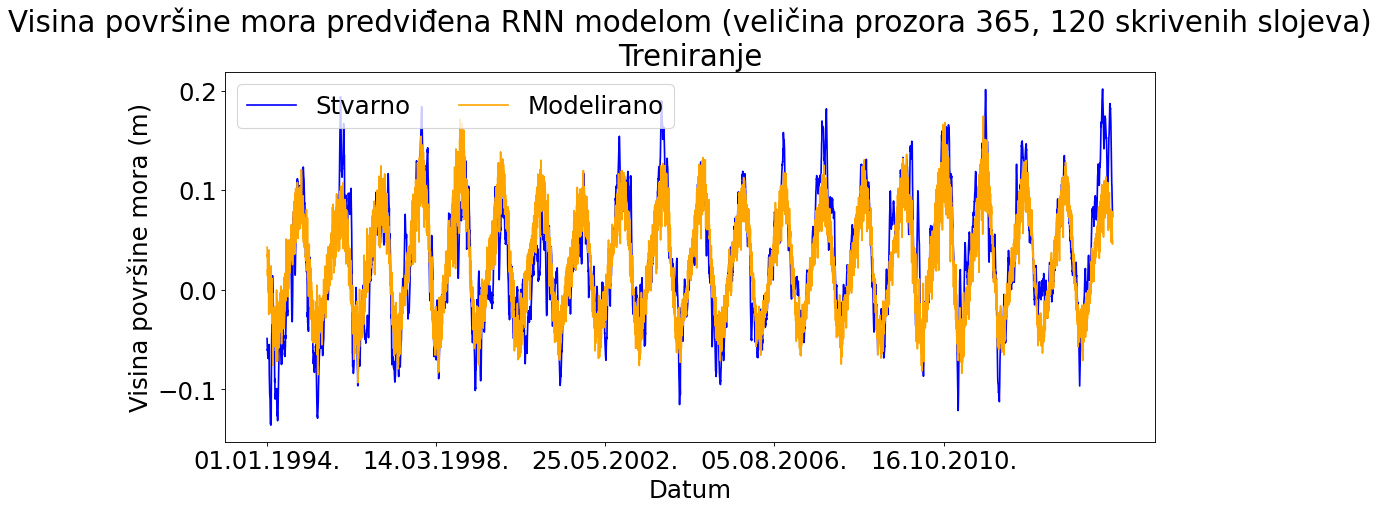 Visina površine mora predviđena RNN modelom (veličina prozora 365, 120 skrivenih slojeva)
Treniranje
Stvarno Modelirano
Visina površine mora (m)
0.2
0.1
0.0
−0.1
01.01.1994. 14.03.1998. 25.05.2002. 05.08.2006. 16.10.2010.
Datum